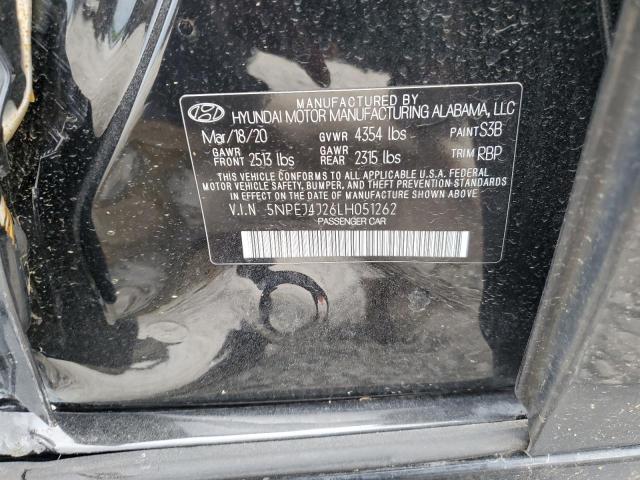 MANUFACTURED BY
HYUNDAI MOTOR MANUFACTURING ALABAMA, LLC
Mar/18/20 GVWR 4354 lbs PAINT S3B
GAWR FRONT 2513 lbs GAWR REAR 2315 lbs TRIM RBP
THIS VEHICLE CONFORMS TO ALL APPLICABLE U.S.A. FEDERAL
MOTOR VEHICLE SAFETY, BUMPER, AND THEFT PREVENTION STANDARDS
IN EFFECT ON THE DATE OF MANUFACTURE SHOWN ABOVE.
V.I.N 5NPEJ4J26LH051262
PASSENGER CAR